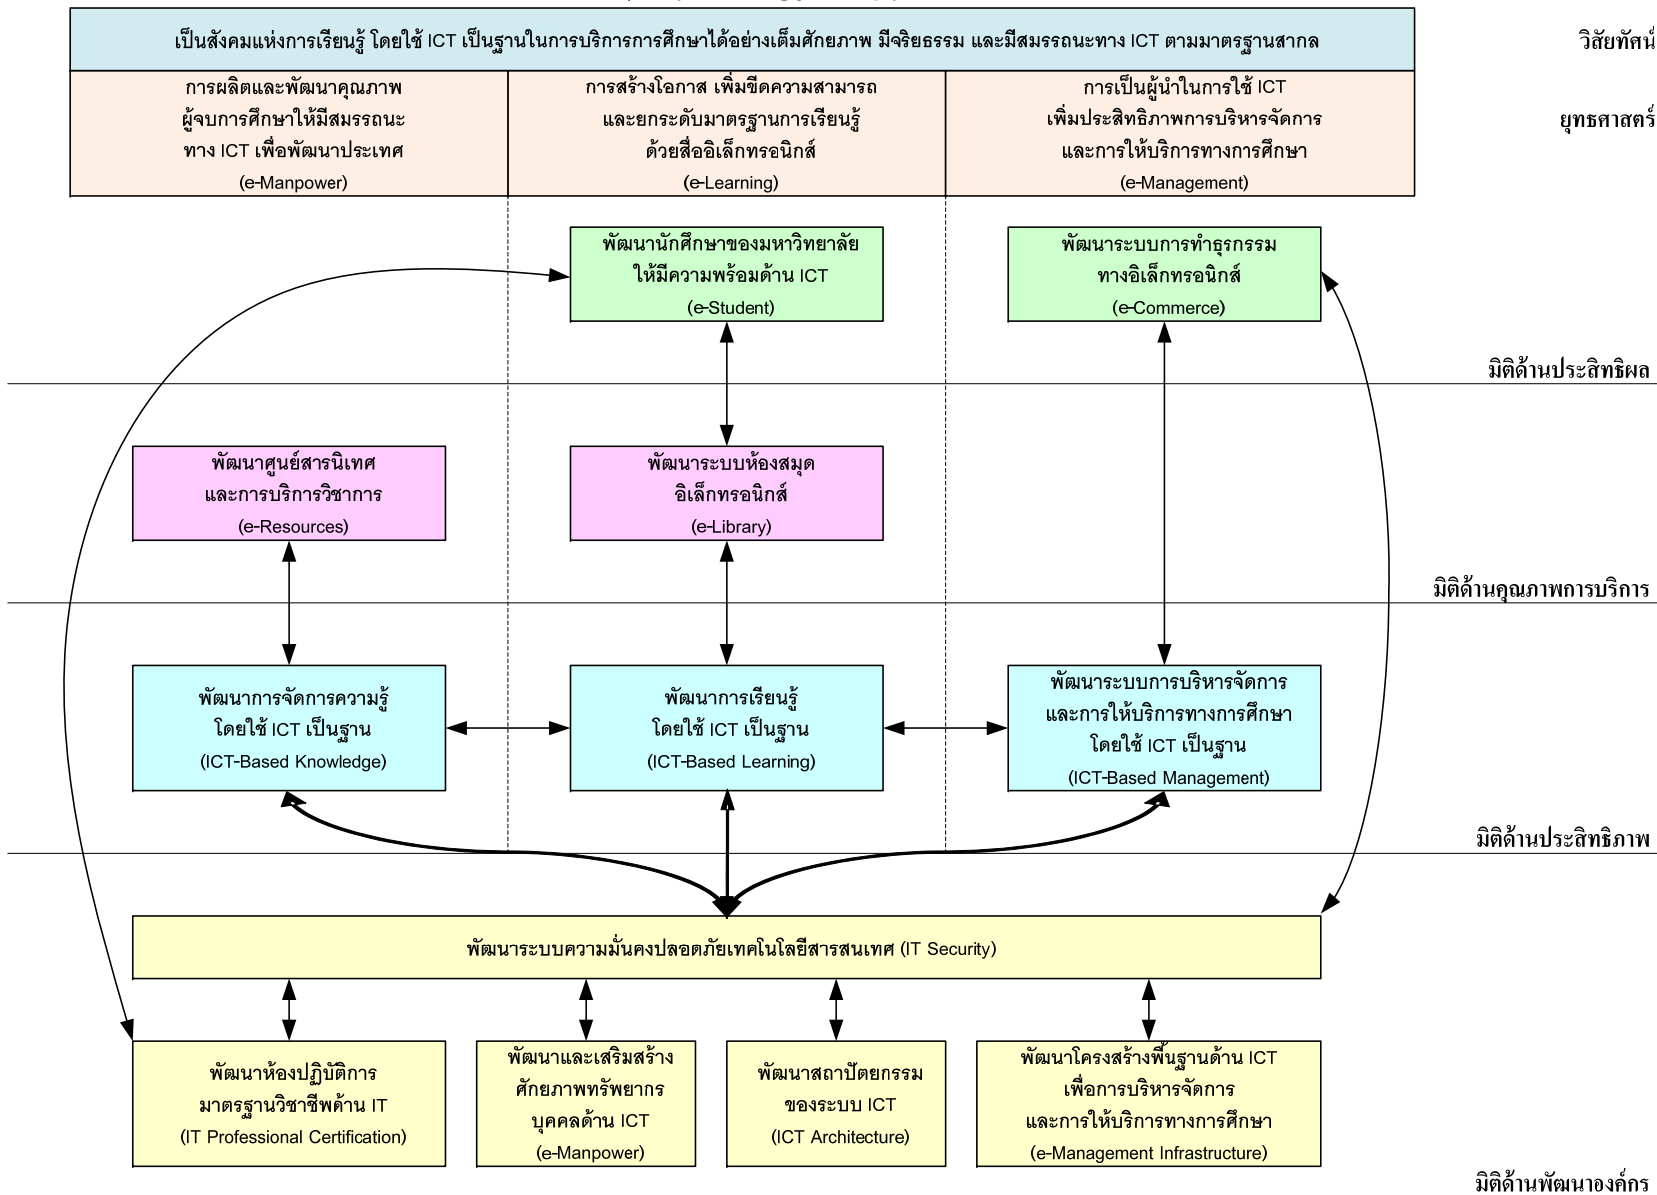 เป็นสังคมแห่งการเรียนรู้ โดยใช้ ICT เป็นฐานในการบริการการศึกษาได้อย่างเต็มศักยภาพ มีจริยธรรม และมีสมรรถนะทาง ICT ตามมาตรฐานสากล
วิสัยทัศน์
การผลิตและพัฒนาคุณภาพ
ผู้จบการศึกษาให้มีสมรรถนะ
ทาง ICT เพื่อพัฒนาประเทศ
(e-Manpower)
การสร้างโอกาส เพิ่มขีดความสามารถ
และยกระดับมาตรฐานการเรียนรู้
ด้วยสื่ออิเล็กทรอนิกส์
(e-Learning)
การเป็นผู้นำในการใช้ ICT
เพิ่มประสิทธิภาพการบริหารจัดการ
และการให้บริการทางการศึกษา
(e-Management)
ยุทธศาสตร์
พัฒนานักศึกษาของมหาวิทยาลัย
ให้มีความพร้อมด้าน ICT
(e-Student)
พัฒนาระบบการทำธุรกรรม
ทางอิเล็กทรอนิกส์
(e-Commerce)
มิติด้านประสิทธิผล
พัฒนาศูนย์สารนิเทศ
และการบริการวิชาการ
(e-Resources)
พัฒนาระบบห้องสมุด
อิเล็กทรอนิกส์
(e-Library)
มิติด้านคุณภาพการบริการ
พัฒนาการจัดการความรู้
โดยใช้ ICT เป็นฐาน
(ICT-Based Knowledge)
พัฒนาการเรียนรู้
โดยใช้ ICT เป็นฐาน
(ICT-Based Learning)
พัฒนาระบบการบริหารจัดการ
และการให้บริการทางการศึกษา
โดยใช้ ICT เป็นฐาน
(ICT-Based Management)
มิติด้านประสิทธิภาพ
พัฒนาระบบความมั่นคงปลอดภัยเทคโนโลยีสารสนเทศ (IT Security)
พัฒนาห้องปฏิบัติการ
มาตรฐานวิชาชีพด้าน IT
(IT Professional Certification)
พัฒนาและเสริมสร้าง
ศักยภาพทรัพยากร
บุคคลด้าน ICT
(e-Manpower)
พัฒนาสถาปัตยกรรม
ของระบบ ICT
(ICT Architecture)
พัฒนาโครงสร้างพื้นฐานด้าน ICT
เพื่อการบริหารจัดการ
และการให้บริการทางการศึกษา
(e-Management Infrastructure)
มิติด้านพัฒนาองค์กร